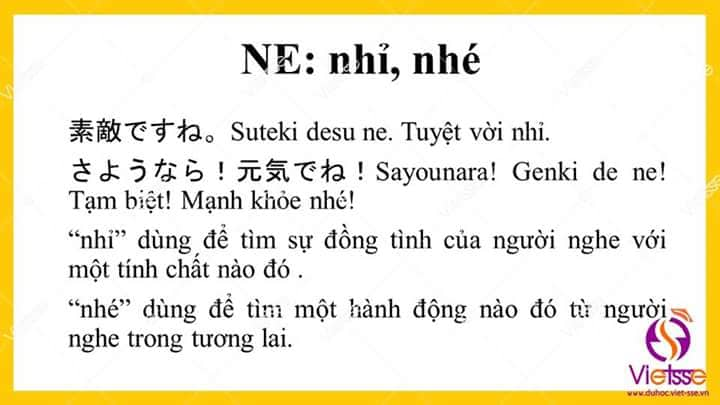 NE: nhỉ, nhé
素敵ですね。Suteki desu ne. Tuyệt vời nhỉ.
さようなら！元気でね！Sayounara! Genki de ne!
Tạm biệt! Mạnh khỏe nhé!
“nhỉ” dùng để tìm sự đồng tình của người nghe với
một tính chất nào đó .
“nhé” dùng để tìm một hành động nào đó từ người
nghe trong tương lai.
Vietsse
www.duhoc.viet-sse.vn